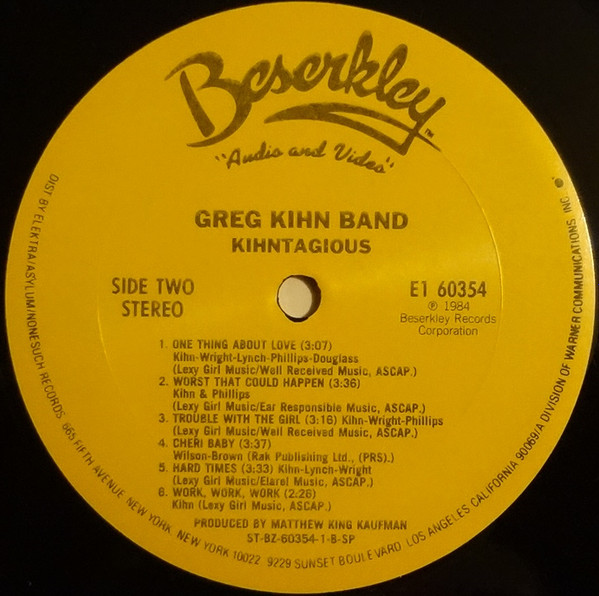 Beserkley™
"Audio and Video"
GREG KIHN BAND
KIHNTAGIOUS
SIDE TWO
STEREO
E1 60354
℗ 1984
Beserkley Records
Corporation
1. ONE THING ABOUT LOVE (3:07)
Kihn-Wright-Lynch-Phillips-Douglass
(Lexy Girl Music/Well Received Music, ASCAP.)
2. WORST THAT COULD HAPPEN (3:36)
Kihn & Phillips
(Lexy Girl Music/Ear Responsible Music, ASCAP.)
3. TROUBLE WITH THE GIRL (3:16) Kihn-Wright-Phillips
(Lexy Girl Music/Well Received Music, ASCAP.)
4. CHERI BABY (3:37)
Wilson-Brown (Rak Publishing Ltd., (PRS).)
5. HARD TIMES (3:33) Kihn-Lynch-Wright
(Lexy Girl Music/Elarel Music, ASCAP.)
6. WORK, WORK, WORK (2:26)
Kihn (Lexy Girl Music, ASCAP.)
PRODUCED BY MATTHEW KING KAUFMAN
ST-BZ-60354-1-B-SP
DIST BY ELEKTRA/ASYLUM/NONESUCH RECORDS 665 FIFTH AVENUE NEW YORK, NEW YORK 10022 9229 SUNSET BOULEVARD LOS ANGELES CALIFORNIA 90069/A DIVISION OF WARNER COMMUNICATIONS INC.